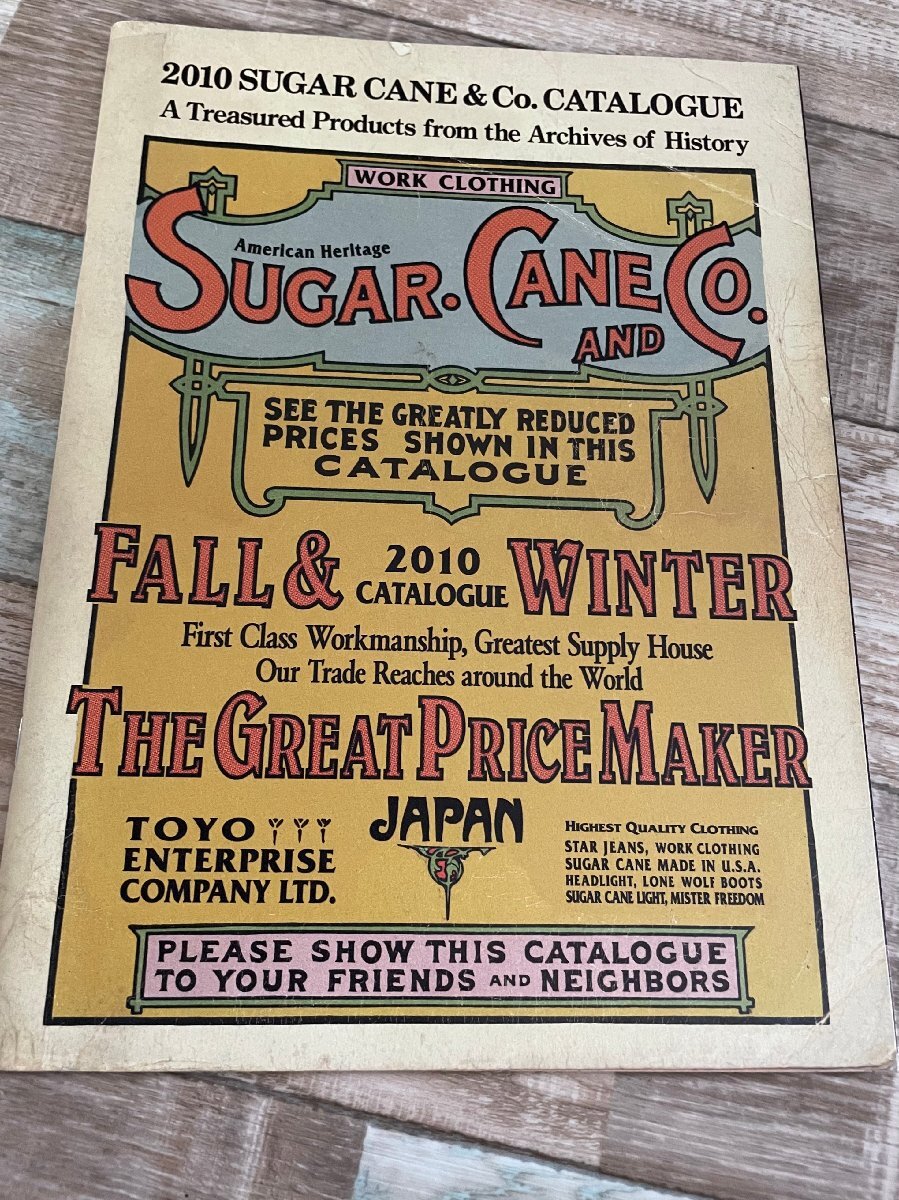 2010 SUGAR CANE & Co. CATALOGUE
A Treasured Products from the Archives of History
WORK CLOTHING
American Heritage
SUGAR. CANE AND Co.
SEE THE GREATLY REDUCED
PRICES SHOWN IN THIS
CATALOGUE
FALL & 2010 CATALOGUE WINTER
First Class Workmanship, Greatest Supply House
Our Trade Reaches around the World
THE GREAT PRICE MAKER
JAPAN
TOYO
ENTERPRISE
COMPANY LTD.
HIGHEST QUALITY CLOTHING
STAR JEANS, WORK CLOTHING
SUGAR CANE MADE IN U.S.A.
HEADLIGHT, LONE WOLF BOOTS
SUGAR CANE LIGHT, MISTER FREEDOM
PLEASE SHOW THIS CATALOGUE
TO YOUR FRIENDS AND NEIGHBORS